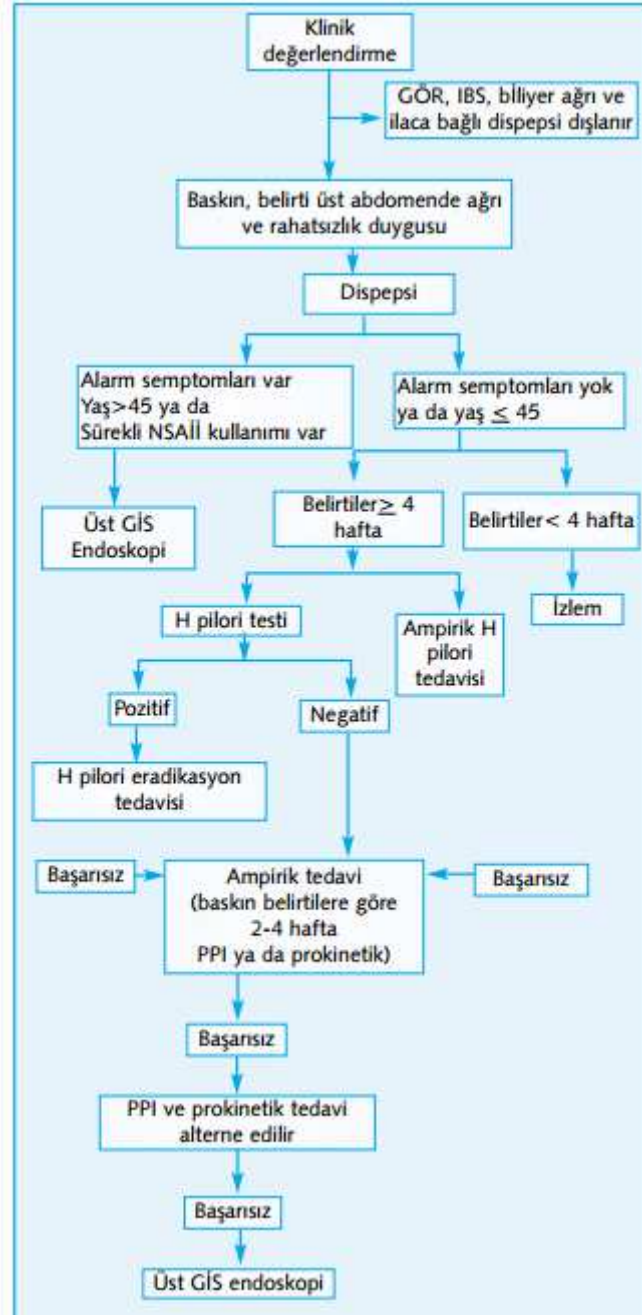 Klinik
değerlendirme
GÖR, IBS, bİliyer ağrı ve
ilaca bağlı dispepsi dışlanır
Baskın, belirti üst abdomende ağrı
ve rahatsızlık duygusu
Dispepsi
Alarm semptomları var
Yaş>45 ya da
Sürekli NSAİİ kullanımı var
Alarm semptomları yok
ya da yaş ≤ 45
Üst GİS
Endoskopi
Belirtiler≥ 4
hafta
Belirtiler< 4 hafta
H pilori testi
Ampirik H
pilori
tedavisi
İzlem
Pozitif
Negatif
H pilori eradikasyon
tedavisi
Başarısız
Ampirik tedavi
(baskın belirtilere göre
2-4 hafta
PPI ya da prokinetik)
Başarısız
Başarısız
PPI ve prokinetik tedavi
alterne edilir
Başarısız
Üst GİS endoskopi